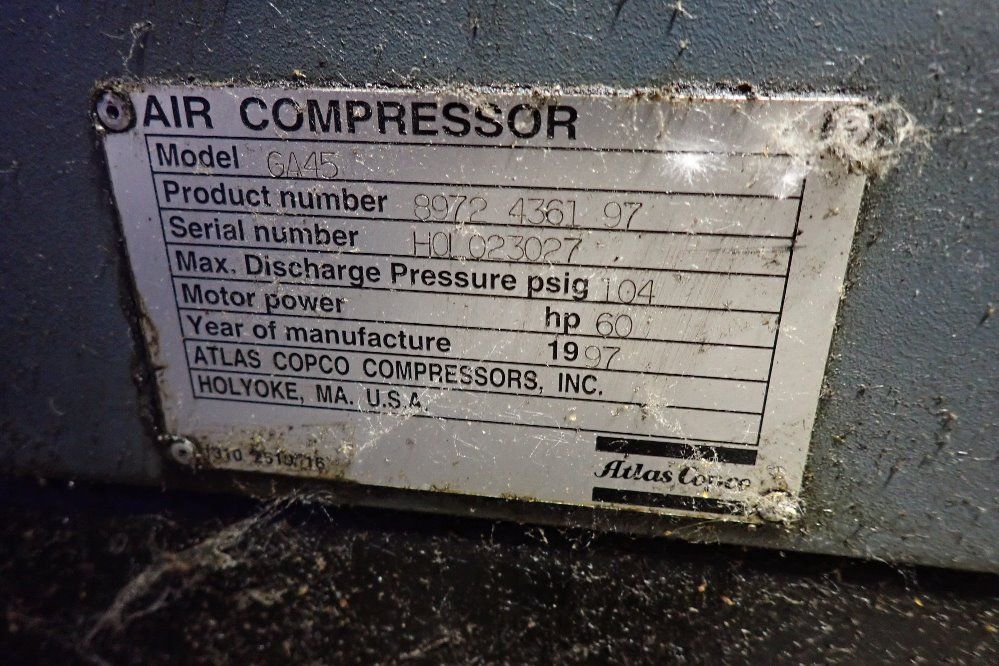 AIR COMPRESSOR
Model GA45
Product number 8972 4361 97
Serial number HOL023027
Max. Discharge Pressure psig 104
Motor power hp 60
Year of manufacture 1997
ATLAS COPCO COMPRESSORS, INC.
HOLYOKE, MA. U.S.A.
Atlas Copco